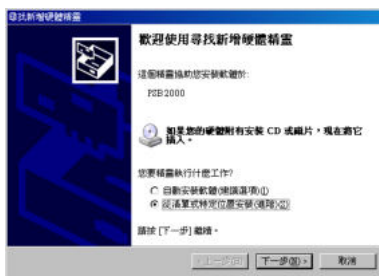 尋找新增硬體精靈
歡迎使用尋找新增硬體精靈
這個精靈協助您安裝軟體於:
PSB2000
如果您的硬體附有安裝 CD 或磁片，現在將它
插入。
您要精靈執行什麼工作?
自動安裝軟體(建議選項)(I)
從清單或特定位置安裝(進階)(S)
請按 [下一步] 繼續。
< 上一步(B)
下一步(N) >
取消